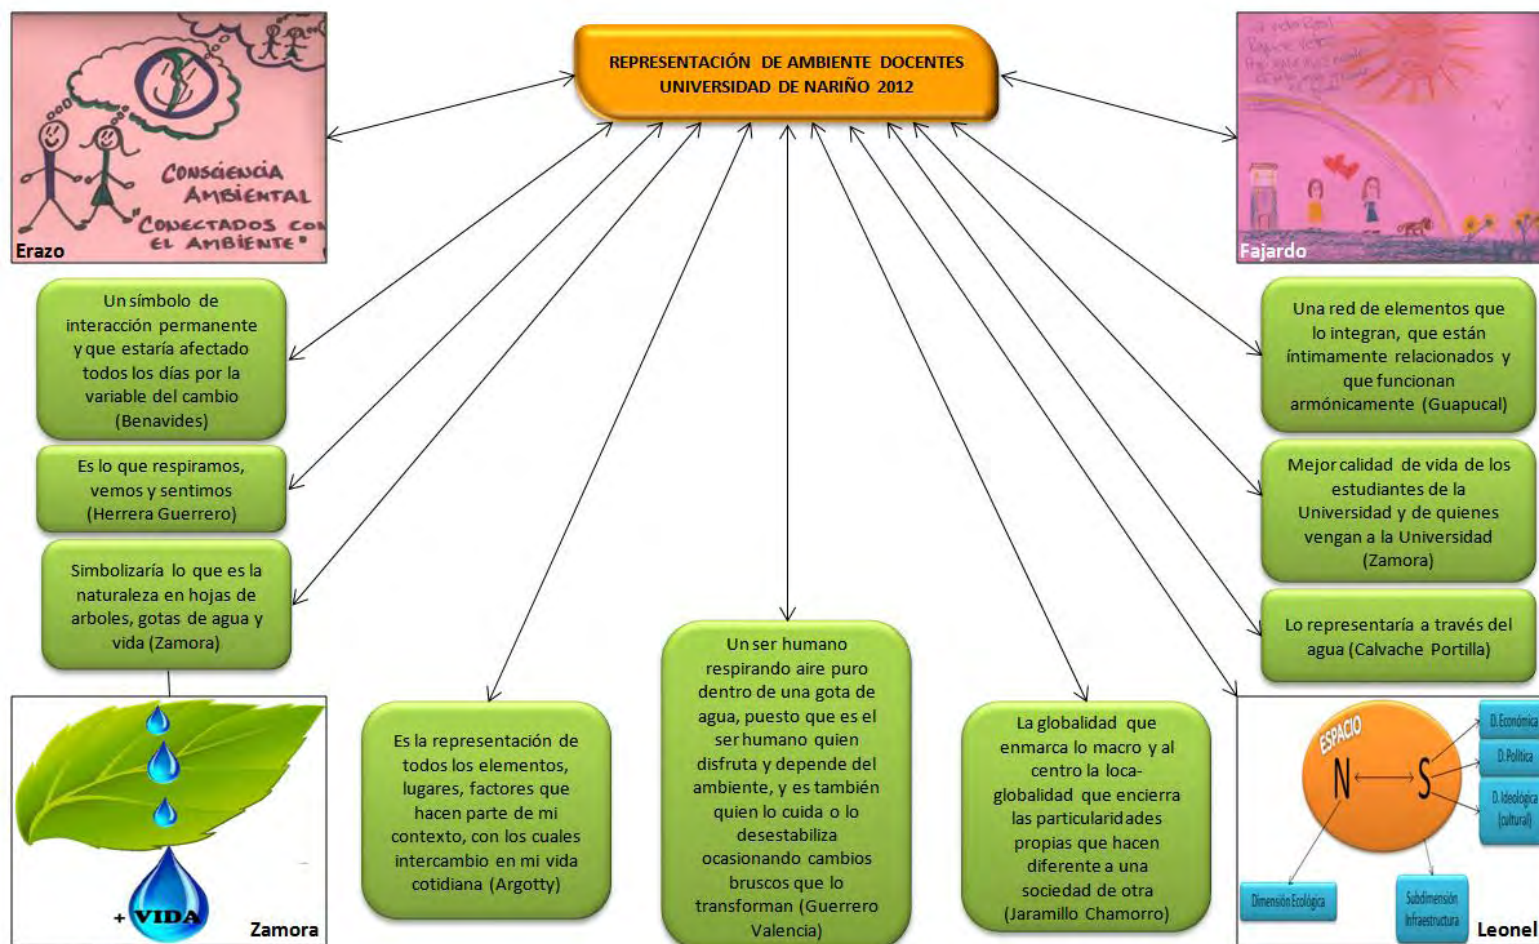 REPRESENTACIÓN DE AMBIENTE DOCENTES
UNIVERSIDAD DE NARIÑO 2012
CONSCIENCIA
AMBIENTAL
"CONECTADOS CON
EL AMBIENTE"
Erazo
Fajardo
Un símbolo de
interacción permanente
y que estaría afectado
todos los días por la
variable del cambio
(Benavides)
Es lo que respiramos,
vemos y sentimos
(Herrera Guerrero)
Simbolizaría lo que es la
naturaleza en hojas de
arboles, gotas de agua y
vida (Zamora)
+ VIDA
Zamora
Es la representación de
todos los elementos,
lugares, factores que
hacen parte de mi
contexto, con los cuales
intercambio en mi vida
cotidiana (Argotty)
Un ser humano
respirando aire puro
dentro de una gota de
agua, puesto que es el
ser humano quien
disfruta y depende del
ambiente, y es también
quien lo cuida o lo
desestabiliza
ocasionando cambios
bruscos que lo
transforman (Guerrero
Valencia)
La globalidad que
enmarca lo macro y al
centro la loca-
globalidad que encierra
las particularidades
propias que hacen
diferente a una
sociedad de otra
(Jaramillo Chamorro)
Una red de elementos que
lo integran, que están
íntimamente relacionados y
que funcionan
armónicamente (Guapucal)
Mejor calidad de vida de los
estudiantes de la
Universidad y de quienes
vengan a la Universidad
(Zamora)
Lo representaría a través del
agua (Calvache Portilla)
ESPACIO
N S
D. Económica
D. Política
D. Ideológica
(cultural)
Dimensión Ecológica
Subdimensión
Infraestructura
Leonel